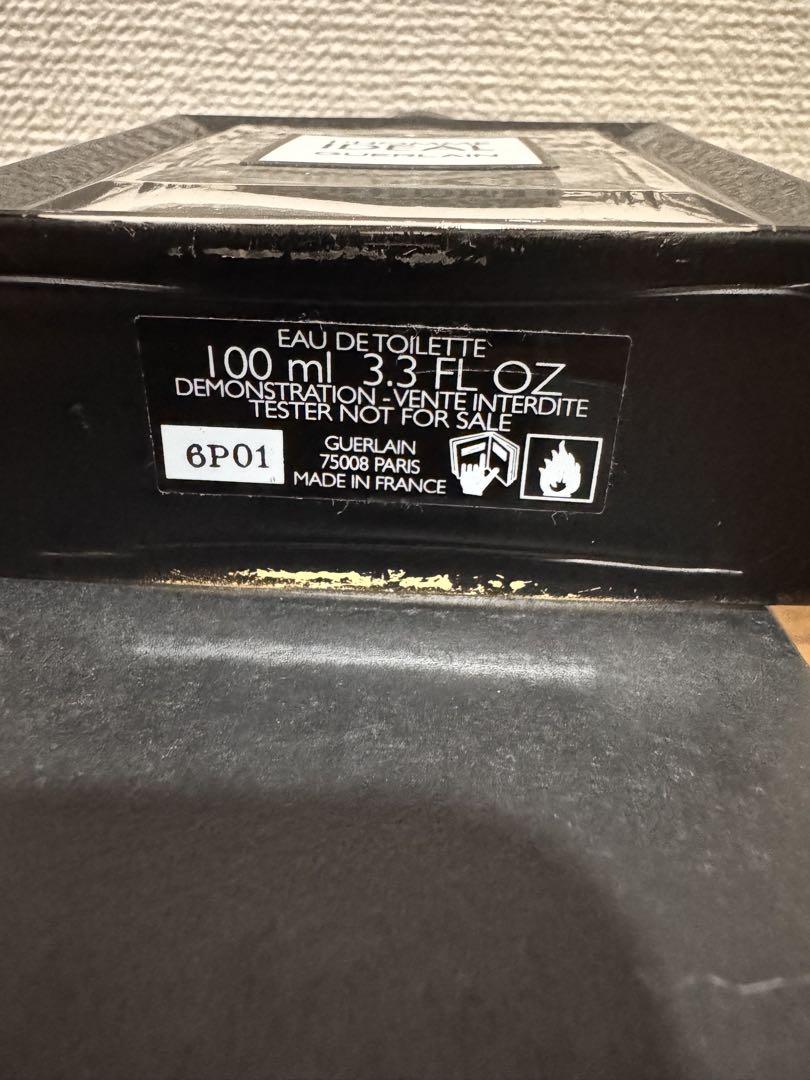 IDEAL
GUERLAIN
EAU DE TOILETTE
100 ml 3.3 FL OZ
DEMONSTRATION - VENTE INTERDITE
TESTER NOT FOR SALE
6P01
GUERLAIN
75008 PARIS
MADE IN FRANCE